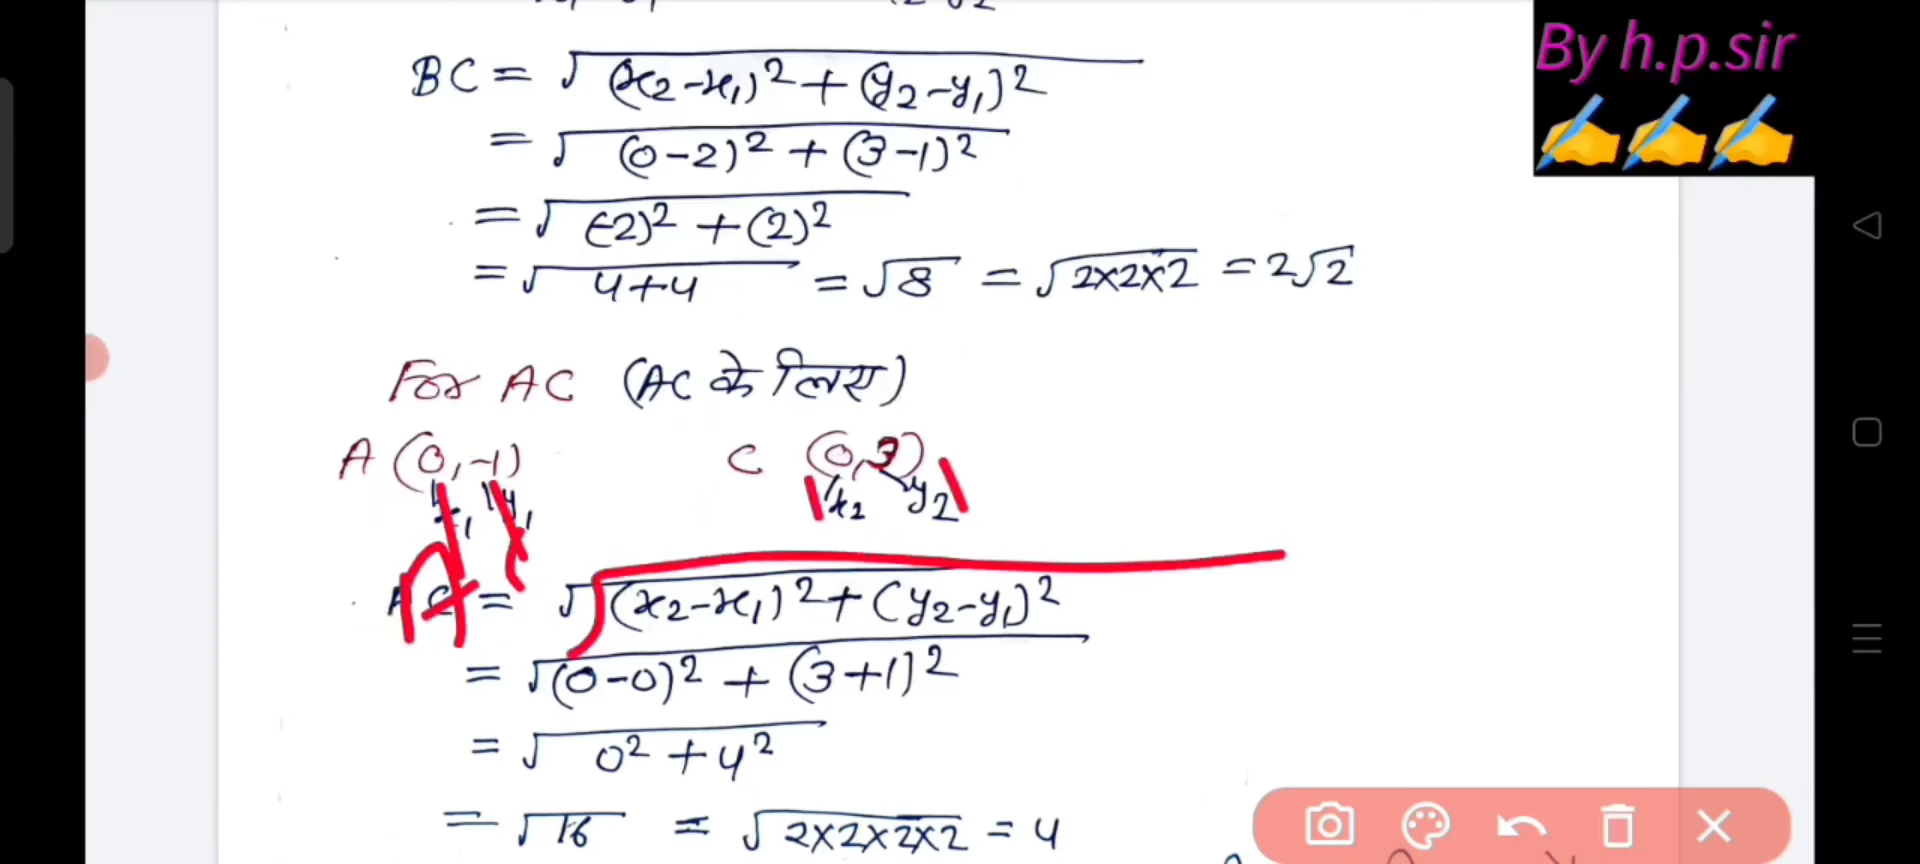 By h.p.sir
BC = √(x₂-x₁)² + (y₂-y₁)²
= √(0-2)² + (3-1)²
= √(-2)² + (2)²
= √4+4 = √8 = √2×2×2 = 2√2
For AC (AC के लिए)
A (0, -1) C (0, 3)
x₁ y₁ x₂ y₂
AC = √(x₂-x₁)² + (y₂-y₁)²
= √(0-0)² + (3+1)²
= √0² + 4²
= √16 = √2×2×2×2 = 4